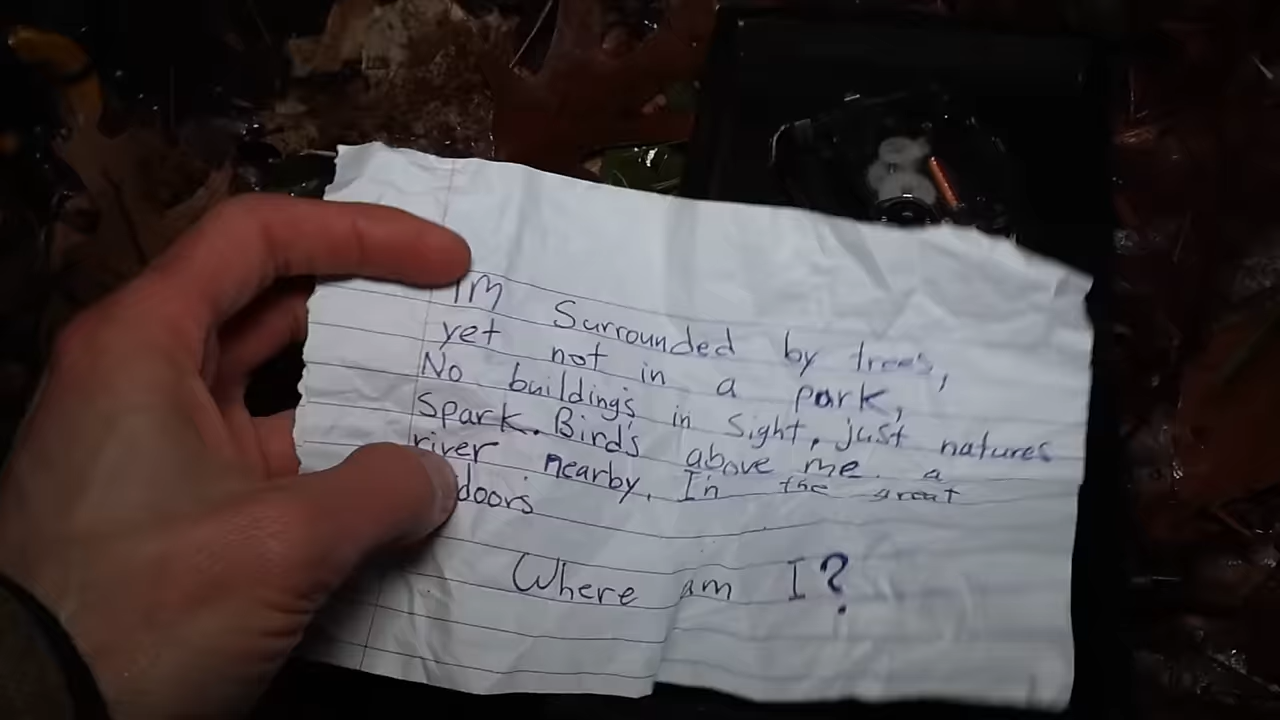 Im Surrounded by trees,
yet not in a park,
No building's in sight, just natures
Spark. Bird's above me. a
river nearby, In the great
doors
Where am I?